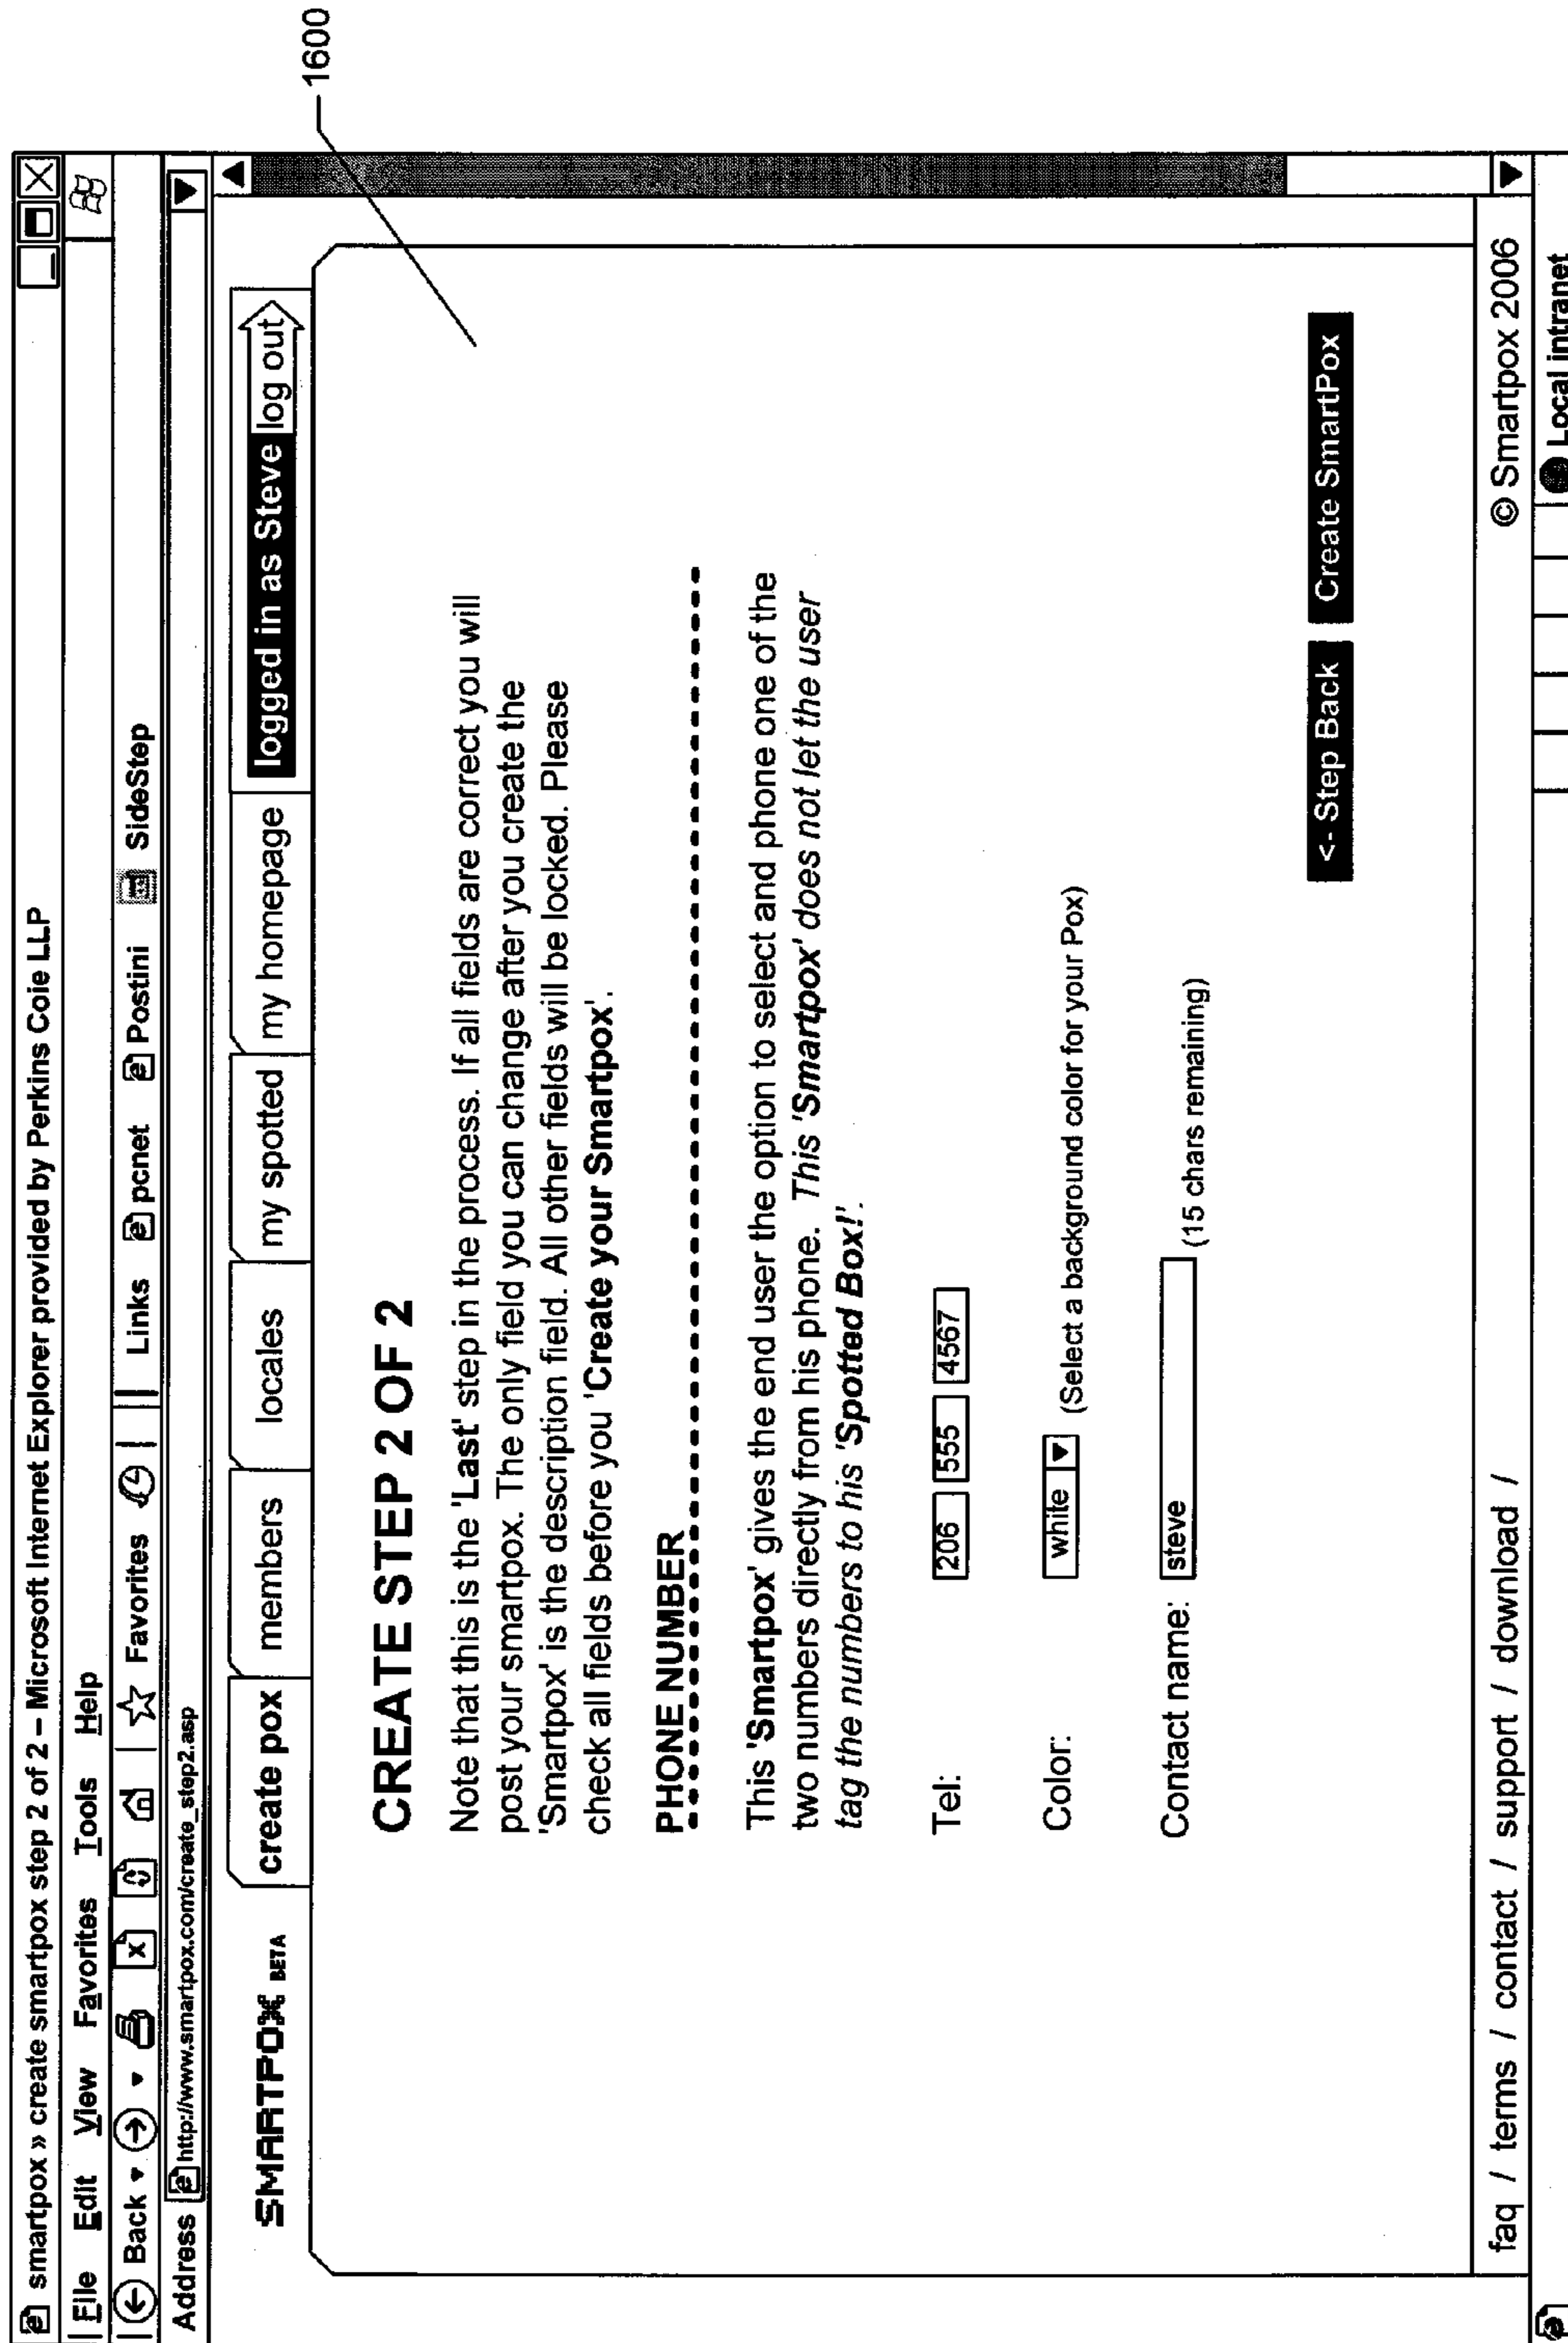 smartpox » create smartpox step 2 of 2 – Microsoft Internet Explorer provided by Perkins Coie LLP
File Edit View Favorites Tools Help
Back Favorites Links pcnet Postini SideStep
Address http://www.smartpox.com/create_step2.asp
1600
SMARTPOX BETA create pox members locales my spotted my homepage logged in as Steve log out
CREATE STEP 2 OF 2
Note that this is the 'Last' step in the process. If all fields are correct you will
post your smartpox. The only field you can change after you create the
'Smartpox' is the description field. All other fields will be locked. Please
check all fields before you 'Create your Smartpox'.
PHONE NUMBER
This 'Smartpox' gives the end user the option to select and phone one of the
two numbers directly from his phone. This 'Smartpox' does not let the user
tag the numbers to his 'Spotted Box!'.
Tel: 206 555 4567
Color: white (Select a background color for your Pox)
Contact name: steve (15 chars remaining)
<- Step Back Create SmartPox
faq / terms / contact / support / download / © Smartpox 2006
Local intranet